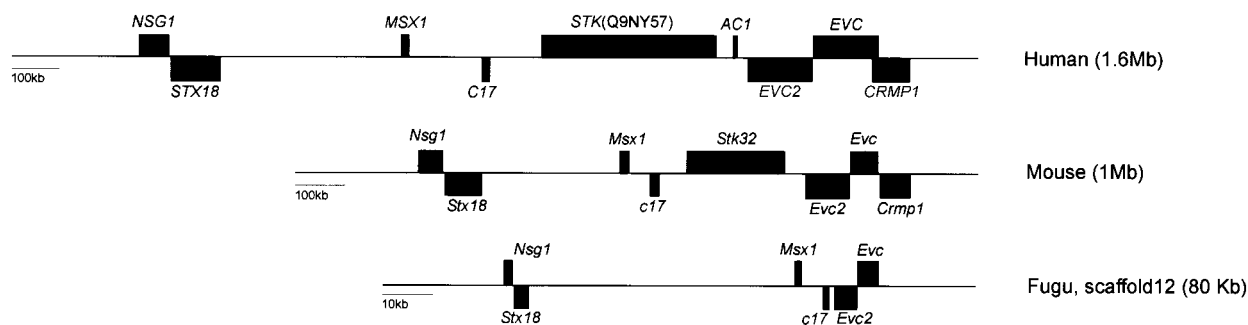 NSG1 MSX1 STK(Q9NY57) AC1 EVC
100kb
Human (1.6Mb)
STX18 C17 EVC2 CRMP1
Nsg1 Msx1 Stk32 Evc
100kb
Mouse (1Mb)
Stx18 c17 Evc2 Crmp1
Nsg1 Msx1 Evc
10kb
Fugu, scaffold12 (80 Kb)
Stx18 c17 Evc2